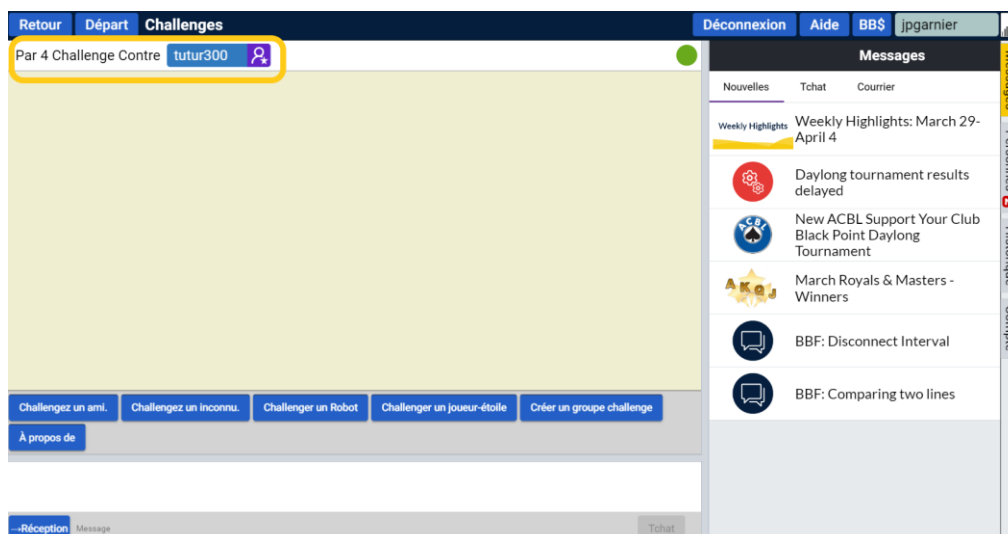 Retour Départ Challenges Déconnexion Aide BB$ jpgarnier
Par 4 Challenge Contre tutur300
Messages
Nouvelles Tchat Courrier
Weekly Highlights
Weekly Highlights: March 29-
April 4
Daylong tournament results
delayed
ACBL
New ACBL Support Your Club
Black Point Daylong
Tournament
AKQJ
March Royals & Masters -
Winners
BBF: Disconnect Interval
BBF: Comparing two lines
Challengez un ami. Challengez un inconnu. Challenger un Robot Challenger un joueur-étoile Créer un groupe challenge
À propos de
→Réception Message Tchat